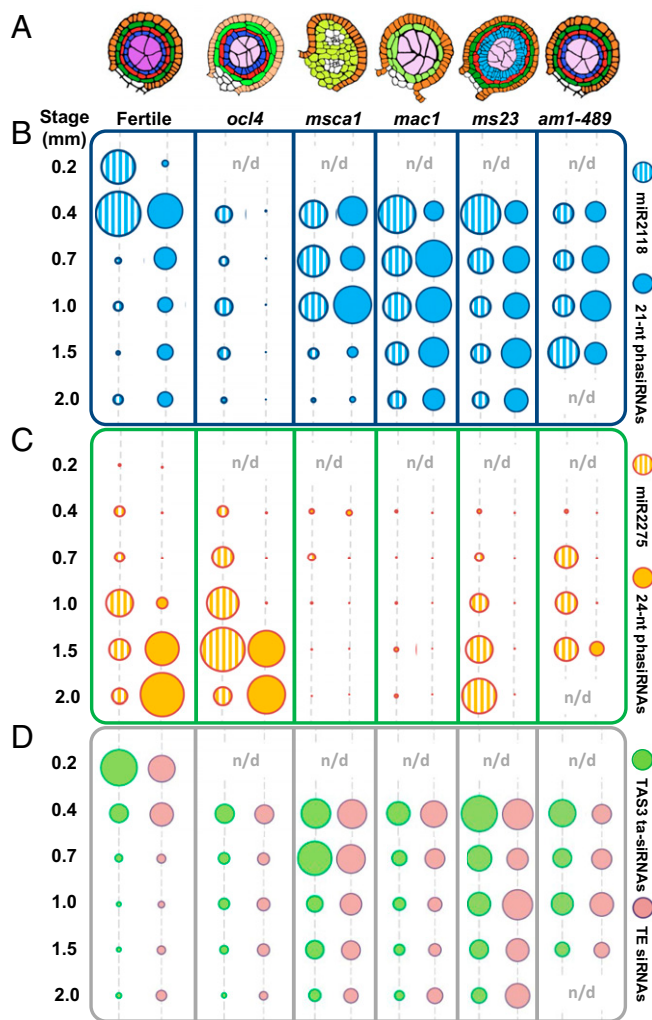 A
Stage
(mm)
Fertile
ocl4
msca1
mac1
ms23
am1-489
B
0.2
n/d
n/d
n/d
n/d
n/d
0.4
0.7
1.0
1.5
2.0
n/d
miR2118
21-nt phasiRNAs
C
0.2
n/d
n/d
n/d
n/d
n/d
0.4
0.7
1.0
1.5
2.0
n/d
miR2275
24-nt phasiRNAs
D
0.2
n/d
n/d
n/d
n/d
n/d
0.4
0.7
1.0
1.5
2.0
n/d
TAS3 ta-siRNAs
TE siRNAs